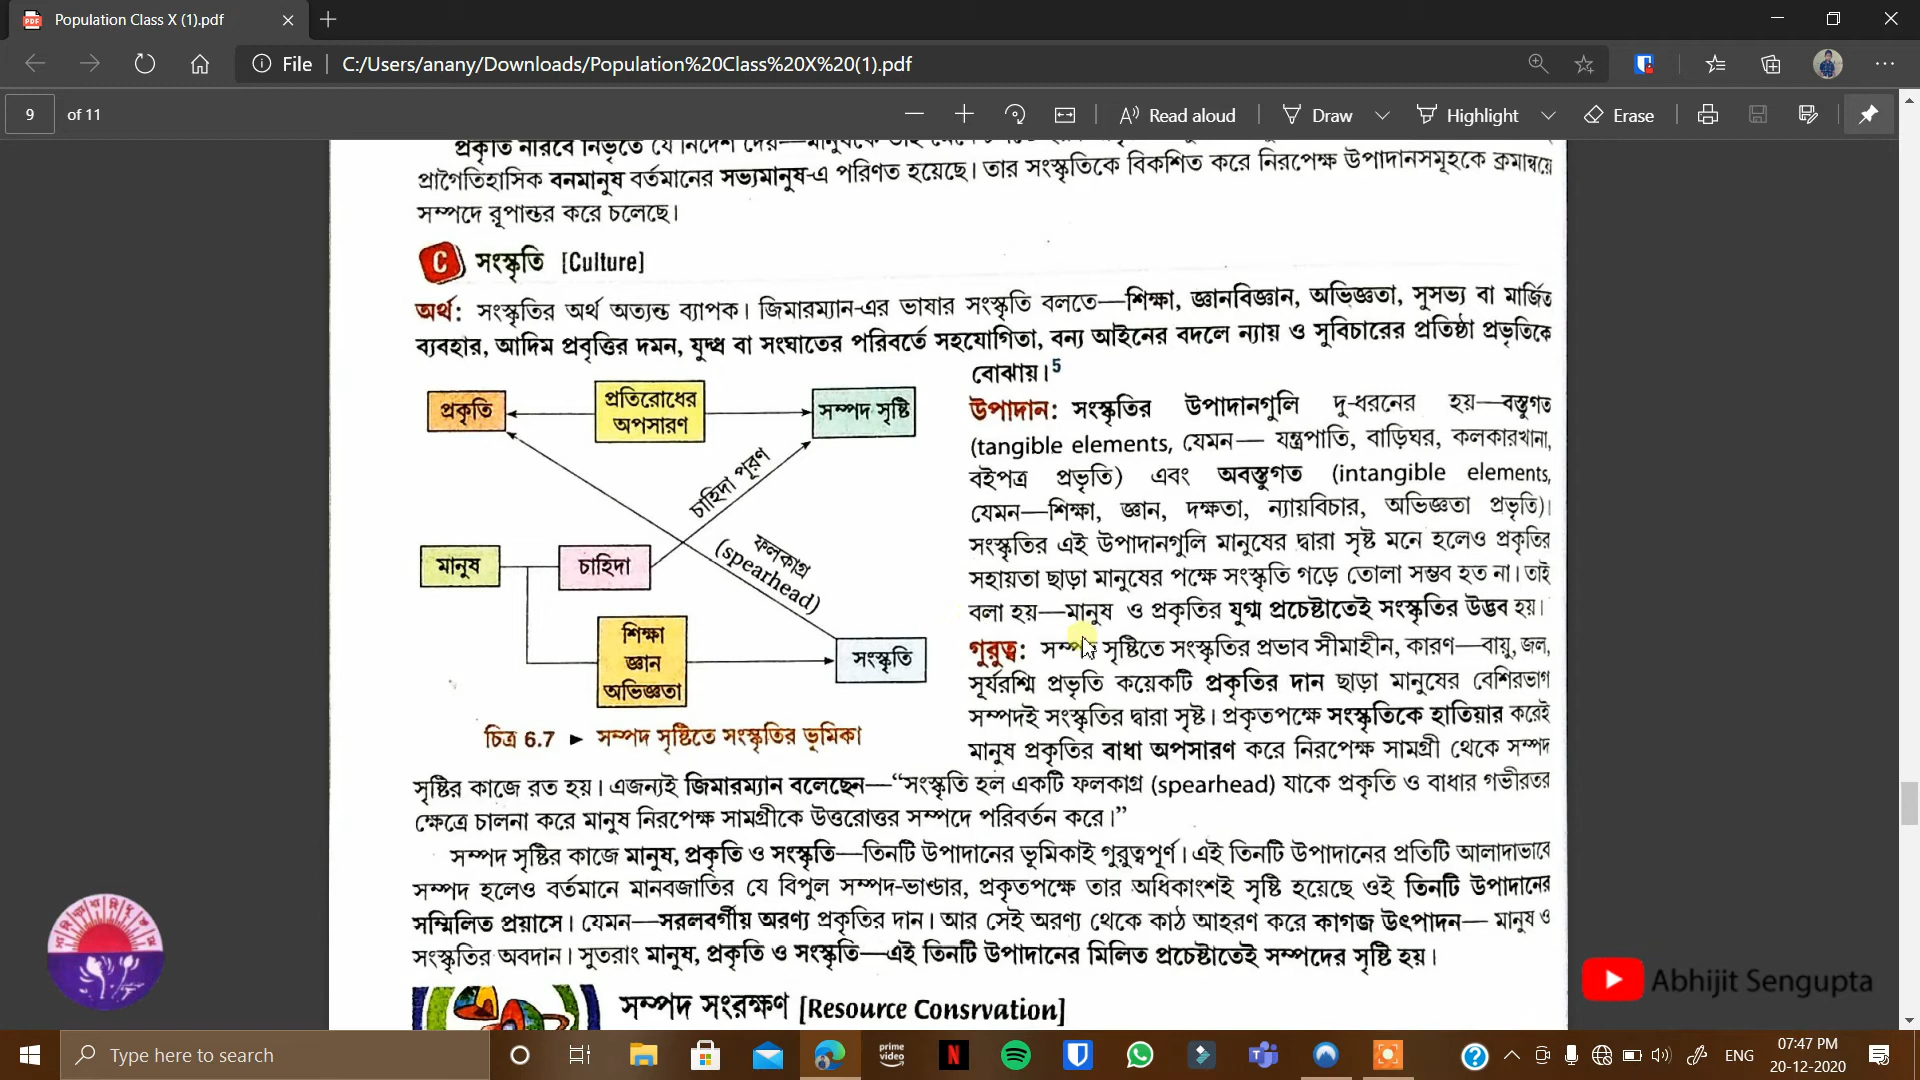 Population Class X (1).pdf
File
C:/Users/anany/Downloads/Population%20Class%20X%20(1).pdf
9 of 11
Read aloud
Draw
Highlight
Erase
প্রাগৈতিহাসিক বনমানুষ বর্তমানের সভ্যমানুষ-এ পরিণত হয়েছে। তার সংস্কৃতিকে বিকশিত করে নিরপেক্ষ উপাদানসমূহকে ক্রমান্বয়ে
সম্পদে রূপান্তর করে চলেছে।
C সংস্কৃতি [Culture]
অর্থ: সংস্কৃতির অর্থ অত্যন্ত ব্যাপক। জিমারম্যান-এর ভাষার সংস্কৃতি বলতে—শিক্ষা, জ্ঞানবিজ্ঞান, অভিজ্ঞতা, সুসভ্য বা মার্জিত
ব্যবহার, আদিম প্রবৃত্তির দমন, যুদ্ধ বা সংঘাতের পরিবর্তে সহযোগিতা, বন্য আইনের বদলে ন্যায় ও সুবিচারের প্রতিষ্ঠা প্রভৃতিকে
বোঝায়।5
প্রকৃতি
প্রতিরোধের
অপসারণ
সম্পদ সৃষ্টি
চাহিদা পূরণ
ফলকাগ্র
(spearhead)
মানুষ
চাহিদা
শিক্ষা
জ্ঞান
অভিজ্ঞতা
সংস্কৃতি
চিত্র 6.7 ► সম্পদ সৃষ্টিতে সংস্কৃতির ভূমিকা
উপাদান: সংস্কৃতির উপাদানগুলি দু-ধরনের হয়—বস্তুগত
(tangible elements, যেমন— যন্ত্রপাতি, বাড়িঘর, কলকারখানা,
বইপত্র প্রভৃতি) এবং অবস্তুগত (intangible elements,
যেমন—শিক্ষা, জ্ঞান, দক্ষতা, ন্যায়বিচার, অভিজ্ঞতা প্রভৃতি)।
সংস্কৃতির এই উপাদানগুলি মানুষের দ্বারা সৃষ্ট মনে হলেও প্রকৃতির
সহায়তা ছাড়া মানুষের পক্ষে সংস্কৃতি গড়ে তোলা সম্ভব হত না। তাই
বলা হয়—মানুষ ও প্রকৃতির যুগ্ম প্রচেষ্টাতেই সংস্কৃতির উদ্ভব হয়।
গুরুত্ব: সম্পদ সৃষ্টিতে সংস্কৃতির প্রভাব সীমাহীন, কারণ—বায়ু, জল,
সূর্যরশ্মি প্রভৃতি কয়েকটি প্রকৃতির দান ছাড়া মানুষের বেশিরভাগ
সম্পদই সংস্কৃতির দ্বারা সৃষ্ট। প্রকৃতপক্ষে সংস্কৃতিকে হাতিয়ার করেই
মানুষ প্রকৃতির বাধা অপসারণ করে নিরপেক্ষ সামগ্রী থেকে সম্পদ
সৃষ্টির কাজে রত হয়। এজন্যই জিমারম্যান বলেছেন—“সংস্কৃতি হল একটি ফলকাগ্র (spearhead) যাকে প্রকৃতি ও বাধার গভীরতর
ক্ষেত্রে চালনা করে মানুষ নিরপেক্ষ সামগ্রীকে উত্তরোত্তর সম্পদে পরিবর্তন করে।”
সম্পদ সৃষ্টির কাজে মানুষ, প্রকৃতি ও সংস্কৃতি—তিনটি উপাদানের ভূমিকাই গুরুত্বপূর্ণ। এই তিনটি উপাদানের প্রতিটি আলাদাভাবে
সম্পদ হলেও বর্তমানে মানবজাতির যে বিপুল সম্পদ-ভাণ্ডার, প্রকৃতপক্ষে তার অধিকাংশই সৃষ্টি হয়েছে ওই তিনটি উপাদানের
সম্মিলিত প্রয়াসে। যেমন—সরলবর্গীয় অরণ্য প্রকৃতির দান। আর সেই অরণ্য থেকে কাঠ আহরণ করে কাগজ উৎপাদন— মানুষ ও
সংস্কৃতির অবদান। সুতরাং মানুষ, প্রকৃতি ও সংস্কৃতি—এই তিনটি উপাদানের মিলিত প্রচেষ্টাতেই সম্পদের সৃষ্টি হয়।
সম্পদ সংরক্ষণ [Resource Consrvation]
Abhijit Sengupta
Type here to search
prime video
N
ENG
07:47 PM
20-12-2020